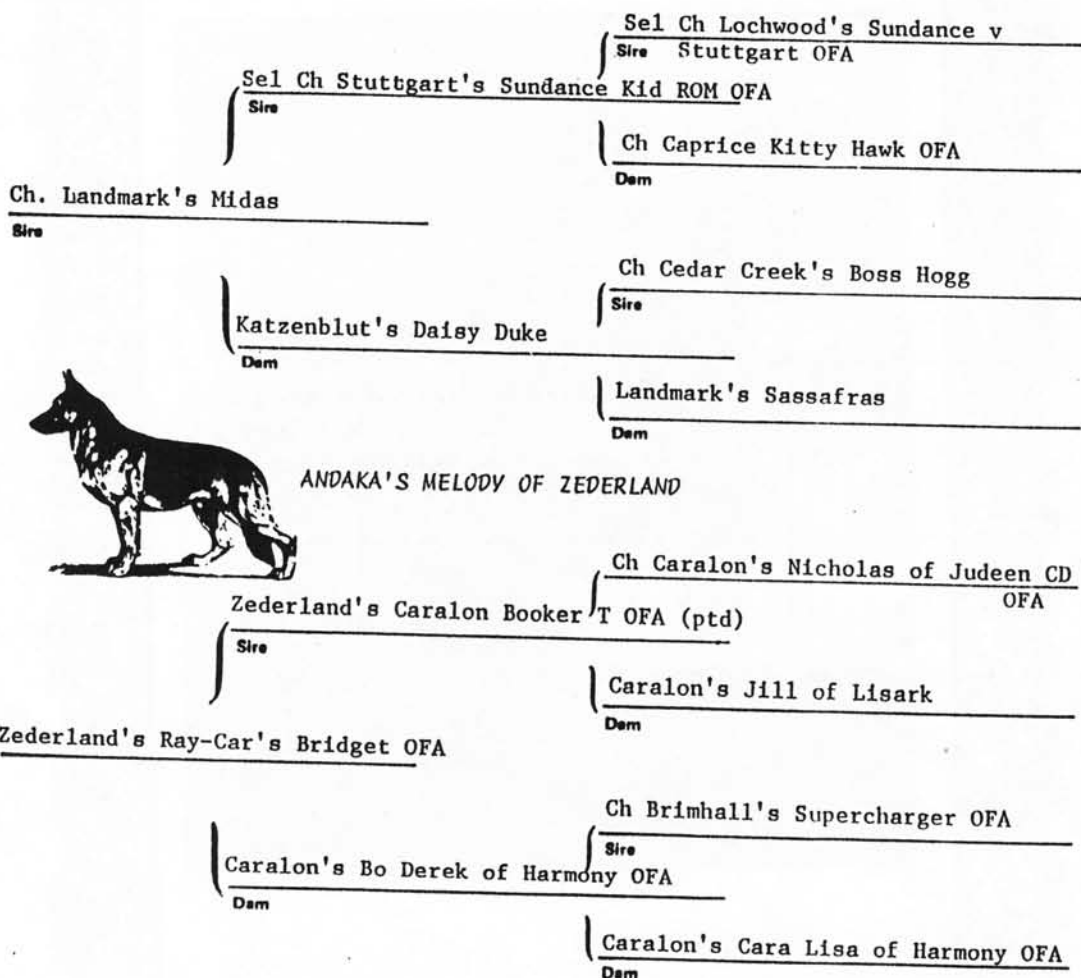 Sel Ch Lochwood's Sundance v
Sire Stuttgart OFA
Sel Ch Stuttgart's Sundance Kid ROM OFA
Sire
Ch Caprice Kitty Hawk OFA
Dam
Ch. Landmark's Midas
Sire
Ch Cedar Creek's Boss Hogg
Sire
Katzenblut's Daisy Duke
Dam
Landmark's Sassafras
Dam
ANDAKA'S MELODY OF ZEDERLAND
Ch Caralon's Nicholas of Judeen CD
OFA
Zederland's Caralon Booker T OFA (ptd)
Sire
Caralon's Jill of Lisark
Dam
Zederland's Ray-Car's Bridget OFA
Ch Brimhall's Supercharger OFA
Sire
Caralon's Bo Derek of Harmony OFA
Dam
Caralon's Cara Lisa of Harmony OFA
Dam